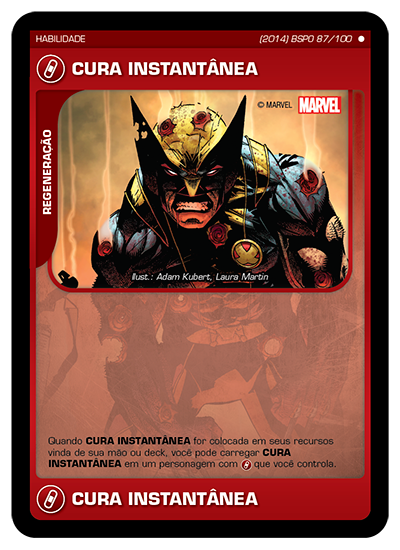 HABILIDADE
(2014) BSPO 87/100 ●
CURA INSTANTÂNEA
© MARVEL MARVEL
REGENERAÇÃO
Ilust.: Adam Kubert, Laura Martin
Quando CURA INSTANTÂNEA for colocada em seus recursos
vinda de sua mão ou deck, você pode carregar CURA
INSTANTÂNEA em um personagem com que você controla.
CURA INSTANTÂNEA